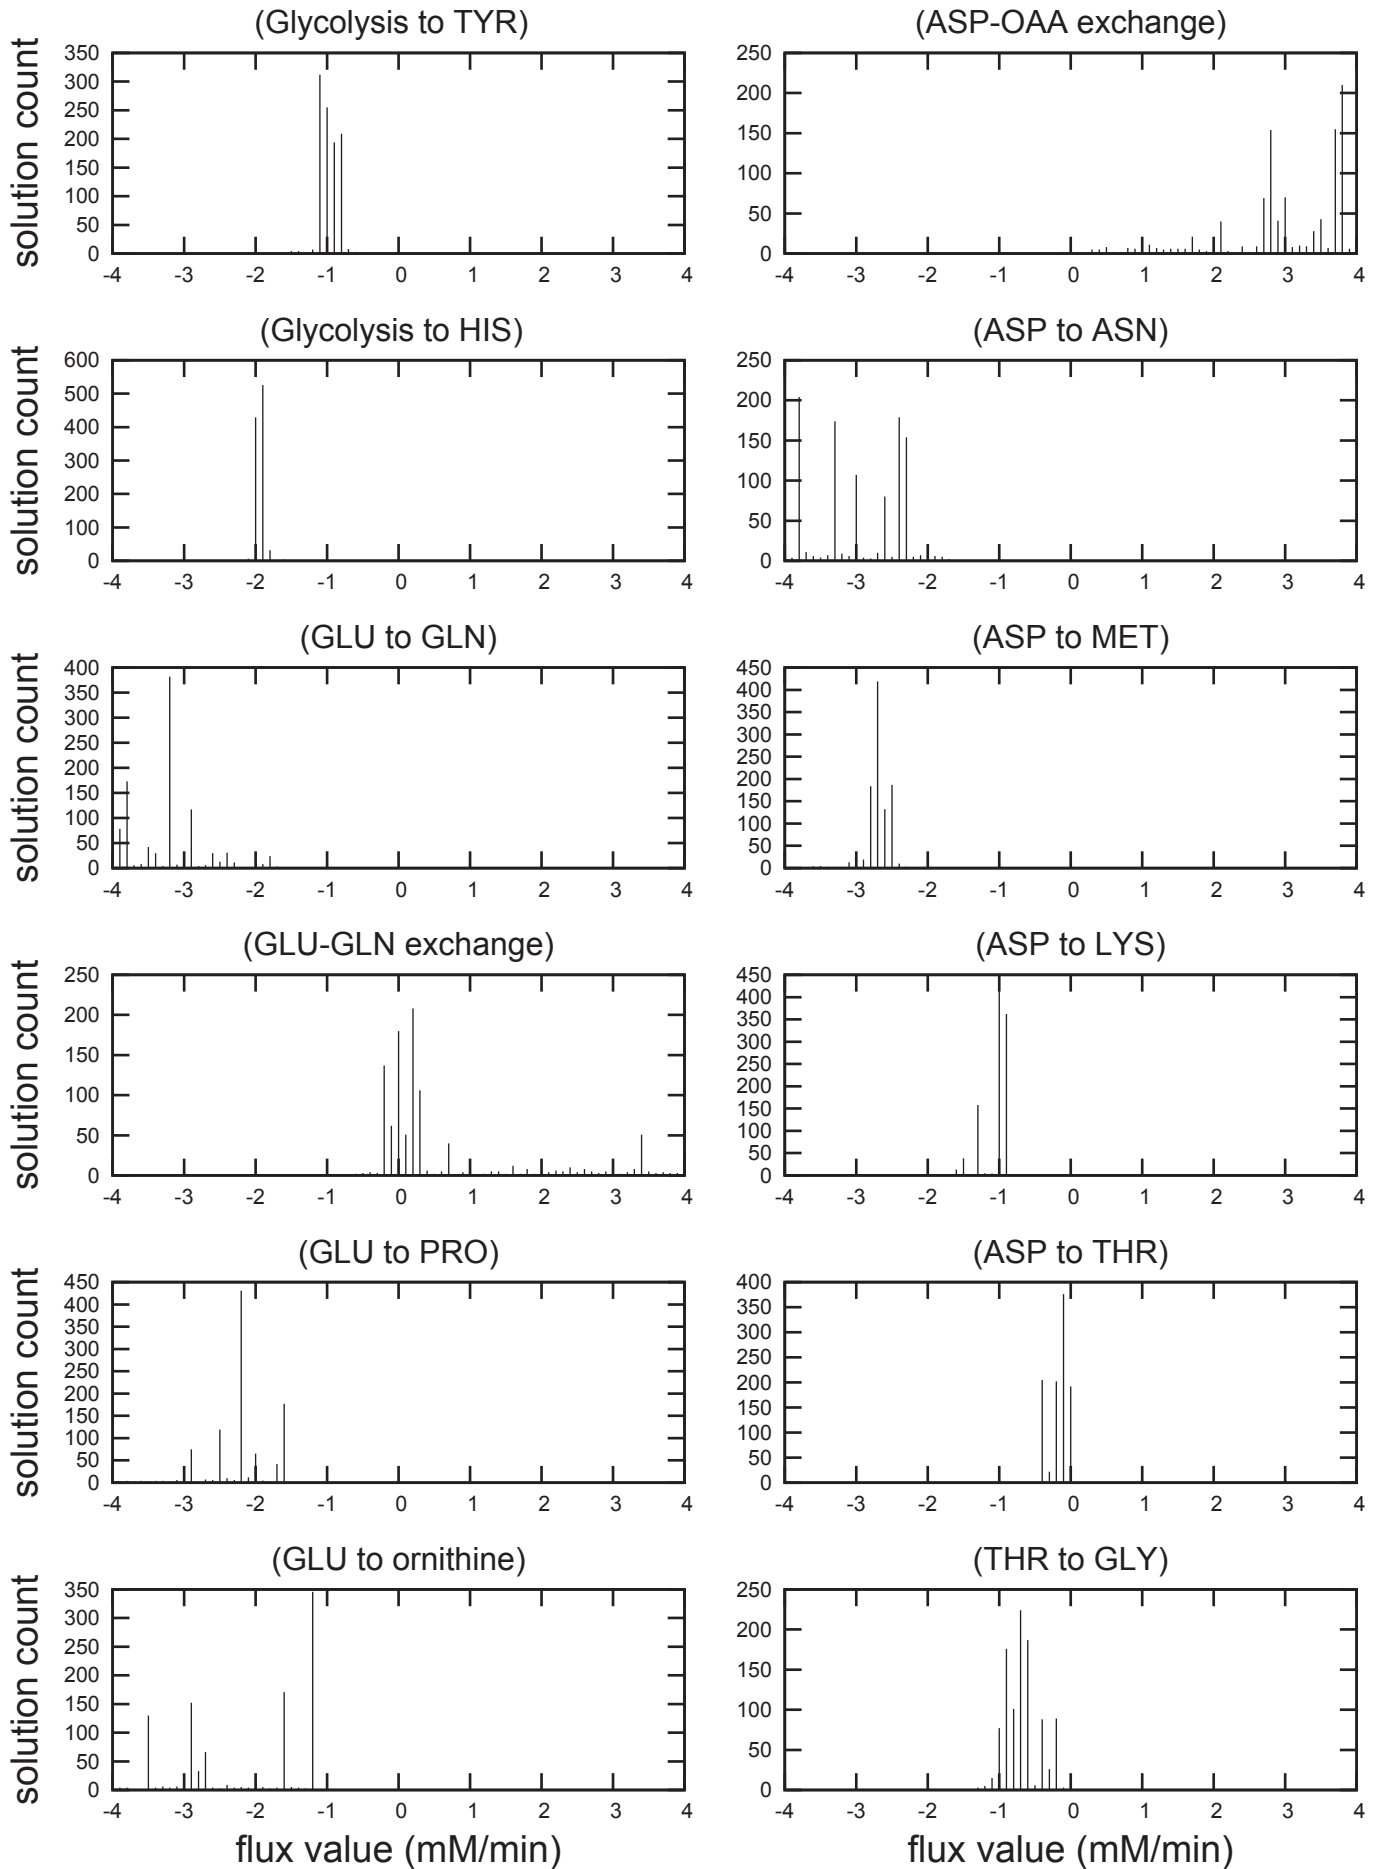 (Glycolysis to TYR)
solution count
350
300
250
200
150
100
50
0
-4 -3 -2 -1 0 1 2 3 4
(ASP-OAA exchange)
250
200
150
100
50
0
-4 -3 -2 -1 0 1 2 3 4
(Glycolysis to HIS)
solution count
600
500
400
300
200
100
0
-4 -3 -2 -1 0 1 2 3 4
(ASP to ASN)
250
200
150
100
50
0
-4 -3 -2 -1 0 1 2 3 4
(GLU to GLN)
solution count
400
350
300
250
200
150
100
50
0
-4 -3 -2 -1 0 1 2 3 4
(ASP to MET)
450
400
350
300
250
200
150
100
50
0
-4 -3 -2 -1 0 1 2 3 4
(GLU-GLN exchange)
solution count
250
200
150
100
50
0
-4 -3 -2 -1 0 1 2 3 4
(ASP to LYS)
450
400
350
300
250
200
150
100
50
0
-4 -3 -2 -1 0 1 2 3 4
(GLU to PRO)
solution count
450
400
350
300
250
200
150
100
50
0
-4 -3 -2 -1 0 1 2 3 4
(ASP to THR)
400
350
300
250
200
150
100
50
0
-4 -3 -2 -1 0 1 2 3 4
(GLU to ornithine)
solution count
350
300
250
200
150
100
50
0
-4 -3 -2 -1 0 1 2 3 4
flux value (mM/min)
(THR to GLY)
250
200
150
100
50
0
-4 -3 -2 -1 0 1 2 3 4
flux value (mM/min)